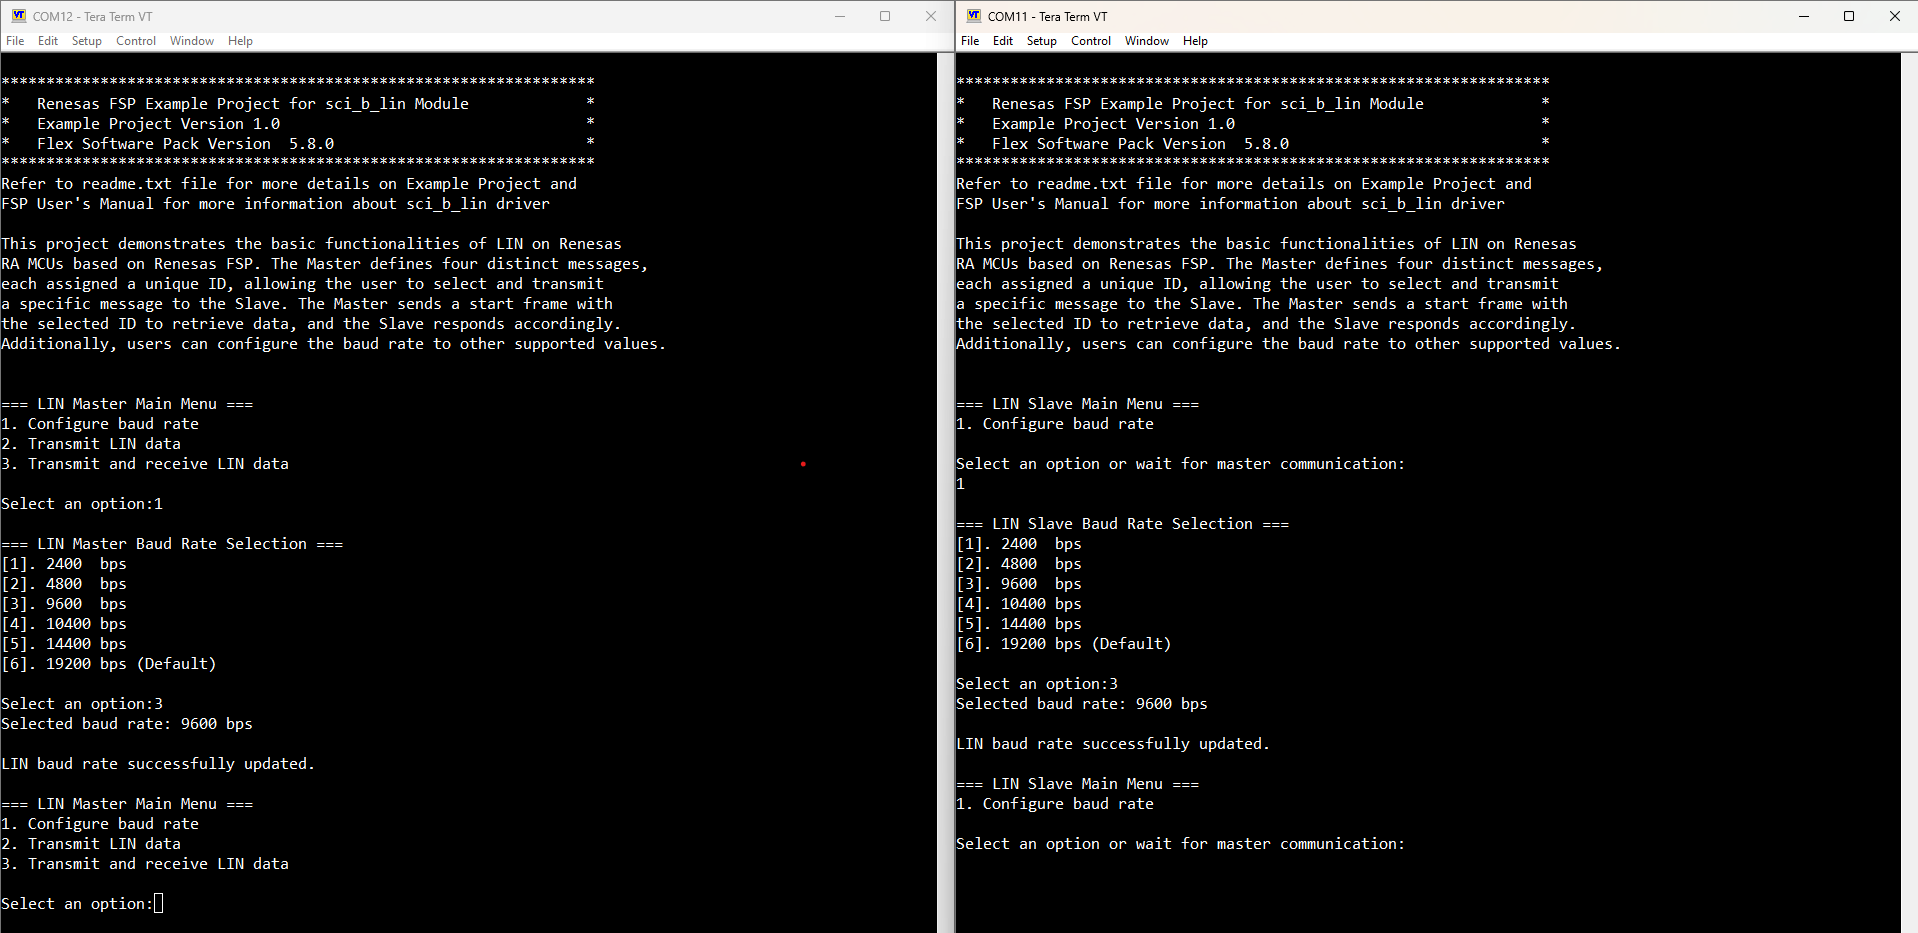 COM12 - Tera Term VT
File Edit Setup Control Window Help
******************************************************************
*   Renesas FSP Example Project for sci_b_lin Module             *
*   Example Project Version 1.0                                  *
*   Flex Software Pack Version  5.8.0                            *
******************************************************************
Refer to readme.txt file for more details on Example Project and
FSP User's Manual for more information about sci_b_lin driver
This project demonstrates the basic functionalities of LIN on Renesas
RA MCUs based on Renesas FSP. The Master defines four distinct messages,
each assigned a unique ID, allowing the user to select and transmit
a specific message to the Slave. The Master sends a start frame with
the selected ID to retrieve data, and the Slave responds accordingly.
Additionally, users can configure the baud rate to other supported values.
=== LIN Master Main Menu ===
1. Configure baud rate
2. Transmit LIN data
3. Transmit and receive LIN data
Select an option:1
=== LIN Master Baud Rate Selection ===
[1]. 2400  bps
[2]. 4800  bps
[3]. 9600  bps
[4]. 10400 bps
[5]. 14400 bps
[6]. 19200 bps (Default)
Select an option:3
Selected baud rate: 9600 bps
LIN baud rate successfully updated.
=== LIN Master Main Menu ===
1. Configure baud rate
2. Transmit LIN data
3. Transmit and receive LIN data
Select an option:
COM11 - Tera Term VT
File Edit Setup Control Window Help
******************************************************************
*   Renesas FSP Example Project for sci_b_lin Module             *
*   Example Project Version 1.0                                  *
*   Flex Software Pack Version  5.8.0                            *
******************************************************************
Refer to readme.txt file for more details on Example Project and
FSP User's Manual for more information about sci_b_lin driver
This project demonstrates the basic functionalities of LIN on Renesas
RA MCUs based on Renesas FSP. The Master defines four distinct messages,
each assigned a unique ID, allowing the user to select and transmit
a specific message to the Slave. The Master sends a start frame with
the selected ID to retrieve data, and the Slave responds accordingly.
Additionally, users can configure the baud rate to other supported values.
=== LIN Slave Main Menu ===
1. Configure baud rate
Select an option or wait for master communication:
1
=== LIN Slave Baud Rate Selection ===
[1]. 2400  bps
[2]. 4800  bps
[3]. 9600  bps
[4]. 10400 bps
[5]. 14400 bps
[6]. 19200 bps (Default)
Select an option:3
Selected baud rate: 9600 bps
LIN baud rate successfully updated.
=== LIN Slave Main Menu ===
1. Configure baud rate
Select an option or wait for master communication: